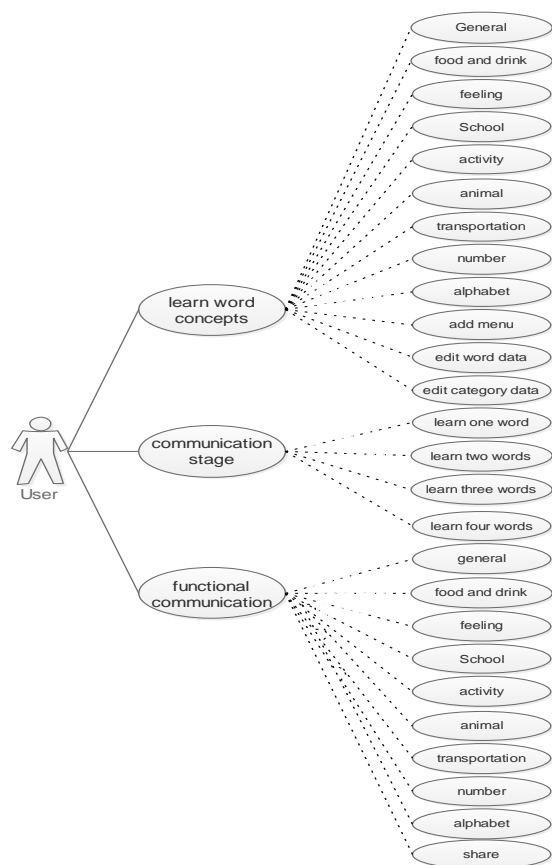 General
food and drink
feeling
School
activity
animal
transportation
number
alphabet
add menu
edit word data
edit category data
learn word
concepts
learn one word
learn two words
learn three words
learn four words
communication
stage
User
general
food and drink
feeling
School
activity
animal
transportation
number
alphabet
share
functional
communication